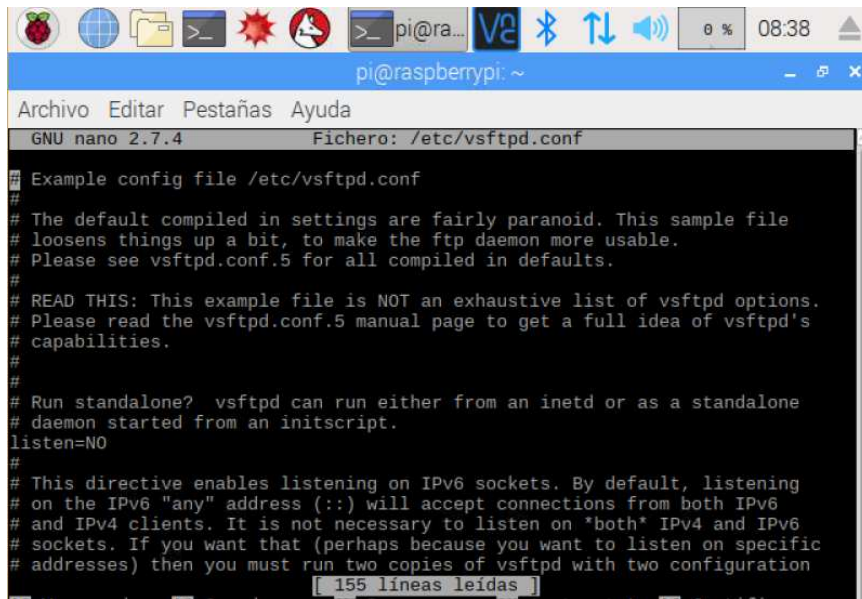 pi@ra...
0 %
08:38
pi@raspberrypi: ~
Archivo Editar Pestañas Ayuda
GNU nano 2.7.4 Fichero: /etc/vsftpd.conf
# Example config file /etc/vsftpd.conf
#
# The default compiled in settings are fairly paranoid. This sample file
# loosens things up a bit, to make the ftp daemon more usable.
# Please see vsftpd.conf.5 for all compiled in defaults.
#
# READ THIS: This example file is NOT an exhaustive list of vsftpd options.
# Please read the vsftpd.conf.5 manual page to get a full idea of vsftpd's
# capabilities.
#
#
# Run standalone? vsftpd can run either from an inetd or as a standalone
# daemon started from an initscript.
listen=NO
#
# This directive enables listening on IPv6 sockets. By default, listening
# on the IPv6 "any" address (::) will accept connections from both IPv6
# and IPv4 clients. It is not necessary to listen on *both* IPv4 and IPv6
# sockets. If you want that (perhaps because you want to listen on specific
# addresses) then you must run two copies of vsftpd with two configuration
[ 155 líneas leídas ]